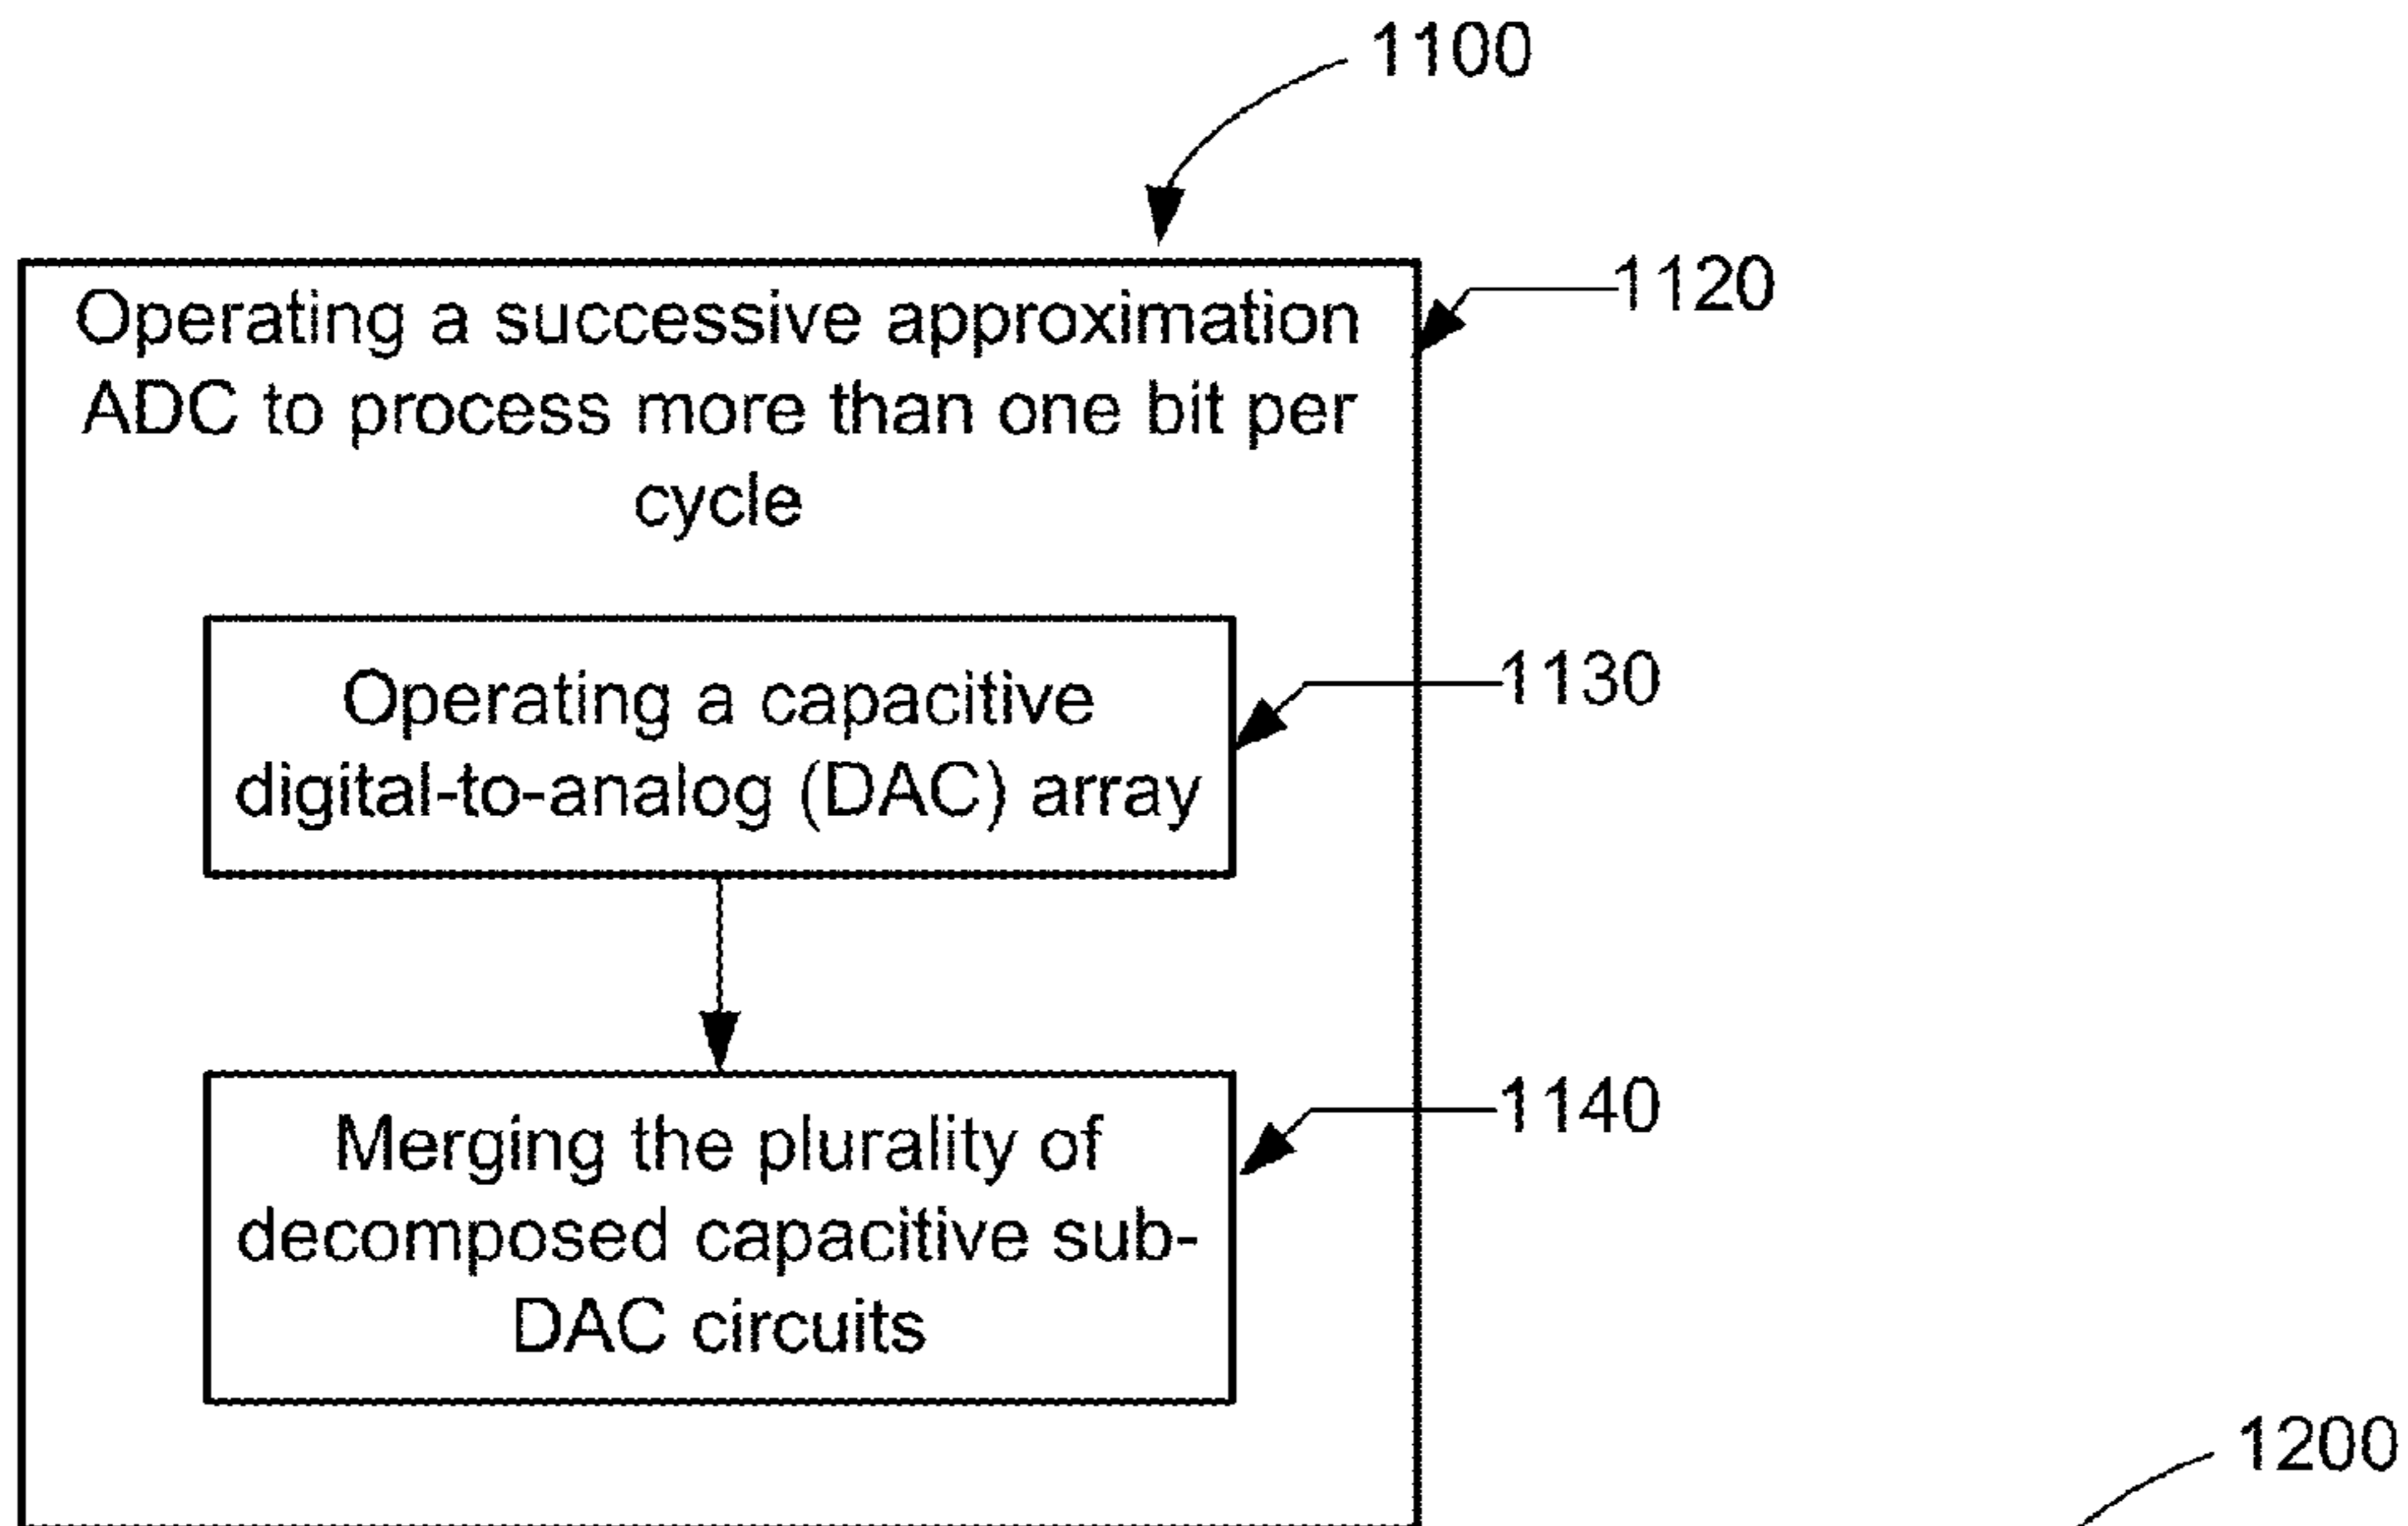 1100
1120
Operating a successive approximation
ADC to process more than one bit per
cycle
1130
Operating a capacitive
digital-to-analog (DAC) array
1140
Merging the plurality of
decomposed capacitive sub-
DAC circuits
1200